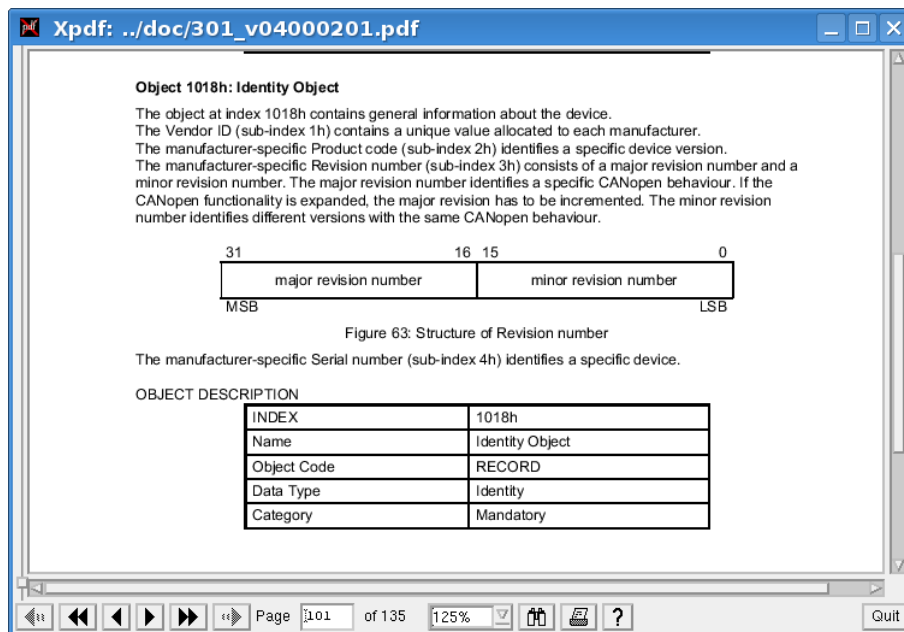 Xpdf: ../doc/301_v04000201.pdf
Object 1018h: Identity Object
The object at index 1018h contains general information about the device.
The Vendor ID (sub-index 1h) contains a unique value allocated to each manufacturer.
The manufacturer-specific Product code (sub-index 2h) identifies a specific device version.
The manufacturer-specific Revision number (sub-index 3h) consists of a major revision number and a
minor revision number. The major revision number identifies a specific CANopen behaviour. If the
CANopen functionality is expanded, the major revision has to be incremented. The minor revision
number identifies different versions with the same CANopen behaviour.
31 16 15 0
major revision number minor revision number
MSB LSB
Figure 63: Structure of Revision number
The manufacturer-specific Serial number (sub-index 4h) identifies a specific device.
OBJECT DESCRIPTION
INDEX 1018h
Name Identity Object
Object Code RECORD
Data Type Identity
Category Mandatory
Page 101 of 135 125% ? Quit